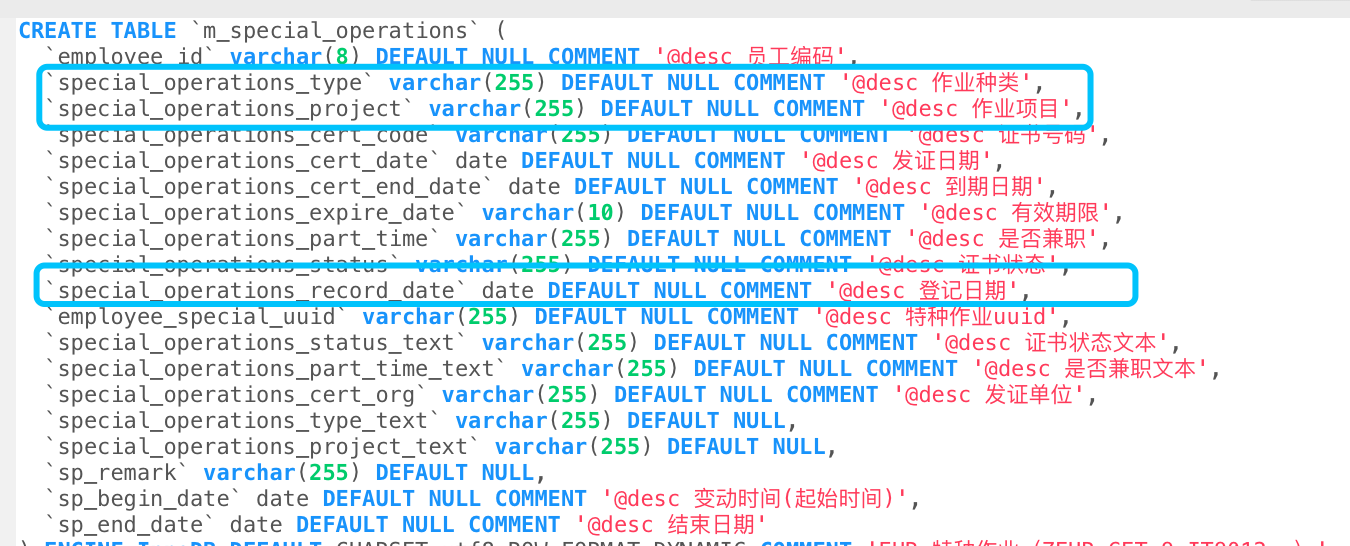 CREATE TABLE `m_special_operations` (
`employee_id` varchar(8) DEFAULT NULL COMMENT '@desc 员工编码',
`special_operations_type` varchar(255) DEFAULT NULL COMMENT '@desc 作业种类',
`special_operations_project` varchar(255) DEFAULT NULL COMMENT '@desc 作业项目',
`special_operations_cert_code` varchar(255) DEFAULT NULL COMMENT '@desc 证书号码',
`special_operations_cert_date` date DEFAULT NULL COMMENT '@desc 发证日期',
`special_operations_cert_end_date` date DEFAULT NULL COMMENT '@desc 到期日期',
`special_operations_expire_date` varchar(10) DEFAULT NULL COMMENT '@desc 有效期限',
`special_operations_part_time` varchar(255) DEFAULT NULL COMMENT '@desc 是否兼职',
`special_operations_status` varchar(255) DEFAULT NULL COMMENT '@desc 证书状态',
`special_operations_record_date` date DEFAULT NULL COMMENT '@desc 登记日期',
`employee_special_uuid` varchar(255) DEFAULT NULL COMMENT '@desc 特种作业uuid',
`special_operations_status_text` varchar(255) DEFAULT NULL COMMENT '@desc 证书状态文本',
`special_operations_part_time_text` varchar(255) DEFAULT NULL COMMENT '@desc 是否兼职文本',
`special_operations_cert_org` varchar(255) DEFAULT NULL COMMENT '@desc 发证单位',
`special_operations_type_text` varchar(255) DEFAULT NULL,
`special_operations_project_text` varchar(255) DEFAULT NULL,
`sp_remark` varchar(255) DEFAULT NULL,
`sp_begin_date` date DEFAULT NULL COMMENT '@desc 变动时间(起始时间)',
`sp_end_date` date DEFAULT NULL COMMENT '@desc 结束日期'
) ENGINE=InnoDB DEFAULT CHARSET=utf8 ROW_FORMAT=DYNAMIC COMMENT